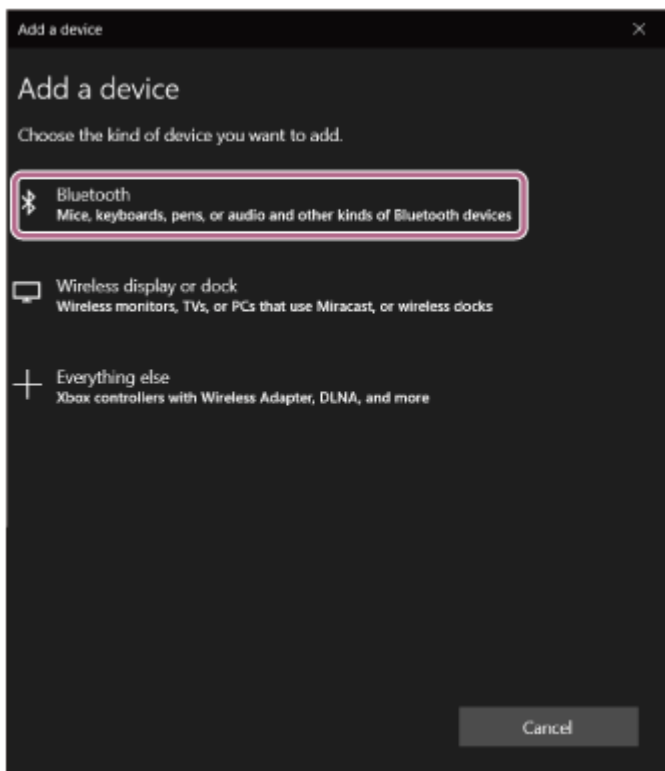 Add a device
Add a device
Choose the kind of device you want to add.
Bluetooth
Mice, keyboards, pens, or audio and other kinds of Bluetooth devices
Wireless display or dock
Wireless monitors, TVs, or PCs that use Miracast, or wireless docks
Everything else
Xbox controllers with Wireless Adapter, DLNA, and more
Cancel